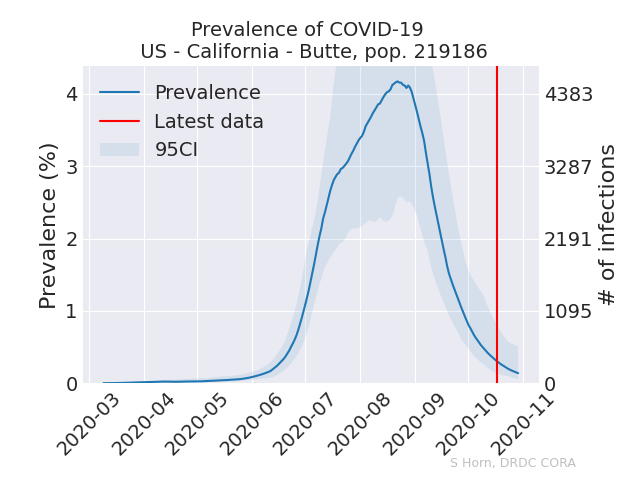 Prevalence of COVID-19
US - California - Butte, pop. 219186
Prevalence
Latest data
95CI
Prevalence (%)
4
3
2
1
0
# of infections
4383
3287
2191
1095
0
2020-03
2020-04
2020-05
2020-06
2020-07
2020-08
2020-09
2020-10
2020-11
S Horn, DRDC CORA